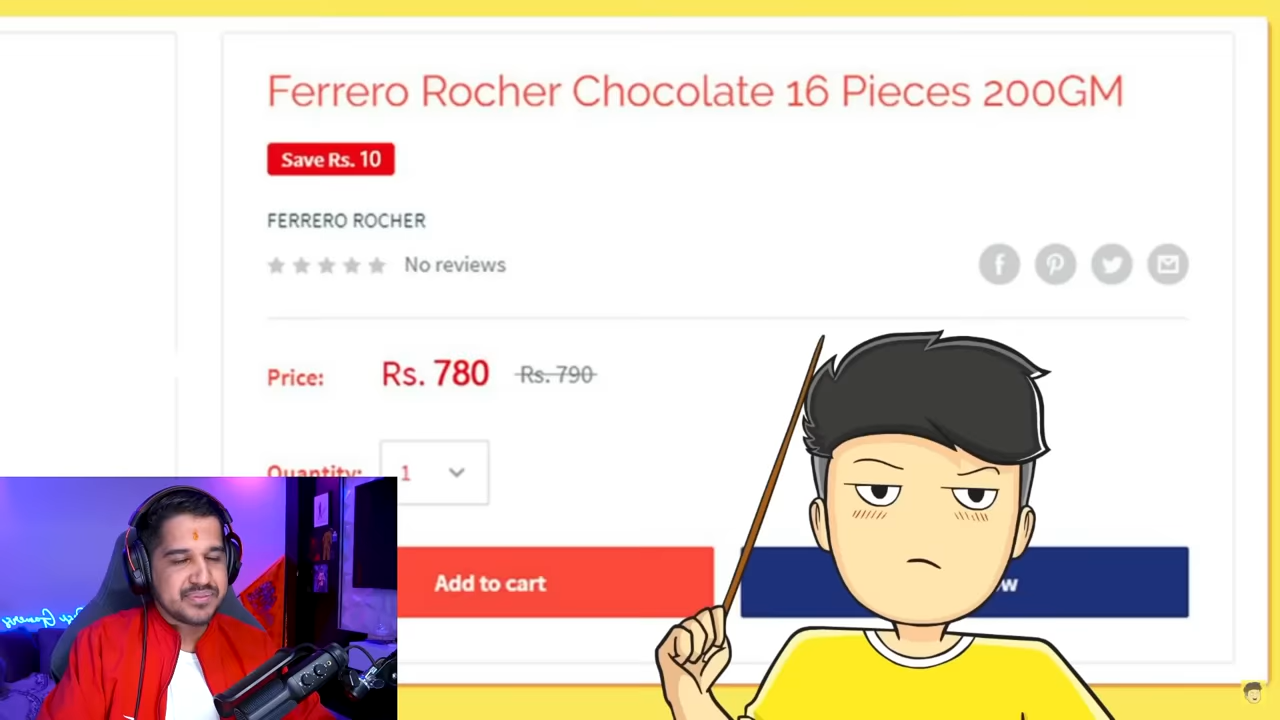 Ferrero Rocher Chocolate 16 Pieces 200GM
Save Rs. 10
FERRERO ROCHER
No reviews
Price: Rs. 780 Rs. 790
Quantity: 1
Add to cart